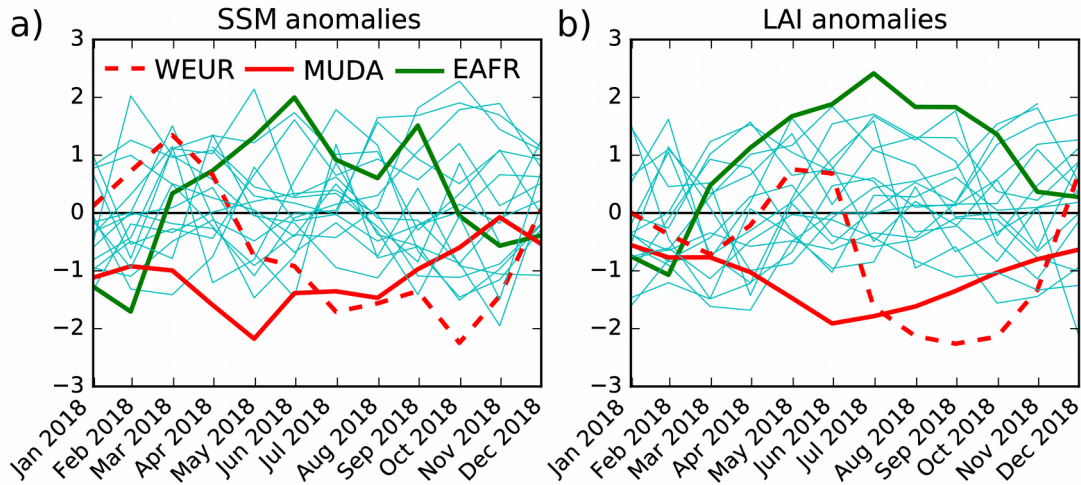 a) SSM anomalies
3
2
1
0
−1
−2
−3
WEUR MUDA EAFR
Jan 2018
Feb 2018
Mar 2018
Apr 2018
May 2018
Jun 2018
Jul 2018
Aug 2018
Sep 2018
Oct 2018
Nov 2018
Dec 2018
b) LAI anomalies
3
2
1
0
−1
−2
−3
Jan 2018
Feb 2018
Mar 2018
Apr 2018
May 2018
Jun 2018
Jul 2018
Aug 2018
Sep 2018
Oct 2018
Nov 2018
Dec 2018